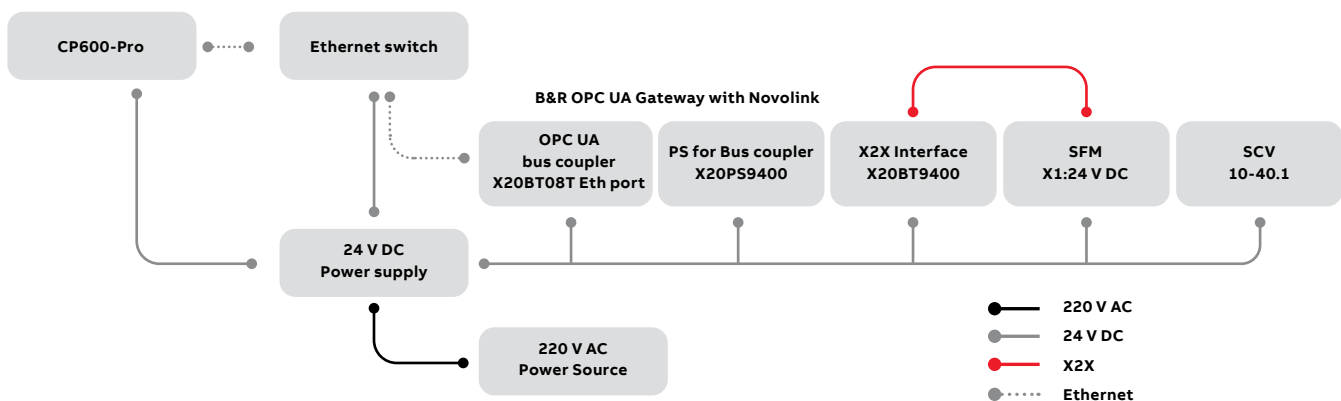 CP600-Pro
Ethernet switch
B&R OPC UA Gateway with Novolink
OPC UA
bus coupler
X20BT08T Eth port
PS for Bus coupler
X20PS9400
X2X Interface
X20BT9400
SFM
X1:24 V DC
SCV
10-40.1
24 V DC
Power supply
220 V AC
Power Source
220 V AC
24 V DC
X2X
Ethernet